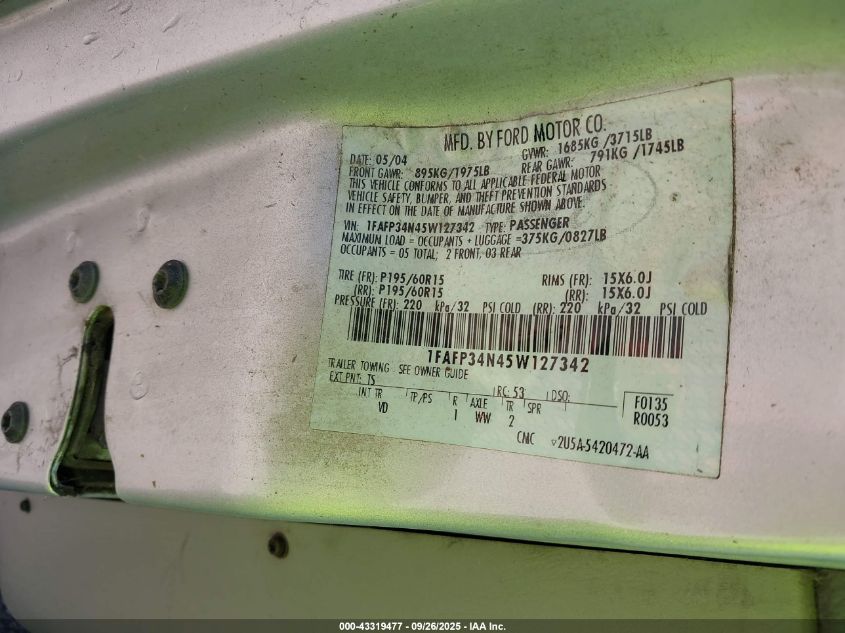 MFD. BY FORD MOTOR CO.
DATE: 05/04 GVWR: 1685KG /3715LB
FRONT GAWR: 895KG/1975LB REAR GAWR: 791KG /1745LB
THIS VEHICLE CONFORMS TO ALL APPLICABLE FEDERAL MOTOR
VEHICLE SAFETY, BUMPER, AND THEFT PREVENTION STANDARDS
IN EFFECT ON THE DATE OF MANUFACTURE SHOWN ABOVE.
VIN: 1FAFP34N45W127342 TYPE: PASSENGER
MAXIMUM LOAD = OCCUPANTS + LUGGAGE =375KG/0827LB
OCCUPANTS = 05 TOTAL; 2 FRONT, 03 REAR
TIRE (FR): P195/60R15 RIMS (FR): 15X6.0J
(RR): P195/60R15 (RR): 15X6.0J
PRESSURE (FR): 220 kPa/32 PSI COLD (RR): 220 kPa/32 PSI COLD
1FAFP34N45W127342
TRAILER TOWING SEE OWNER GUIDE
EXT PNT: TS RC: 53 DSO:
INT TR TP/PS R AXLE TR SPR F0135
VD 1 WW 2 R0053
CNC ▽2U5A-5420472-AA
000-43319477 - 09/26/2025 - IAA Inc.